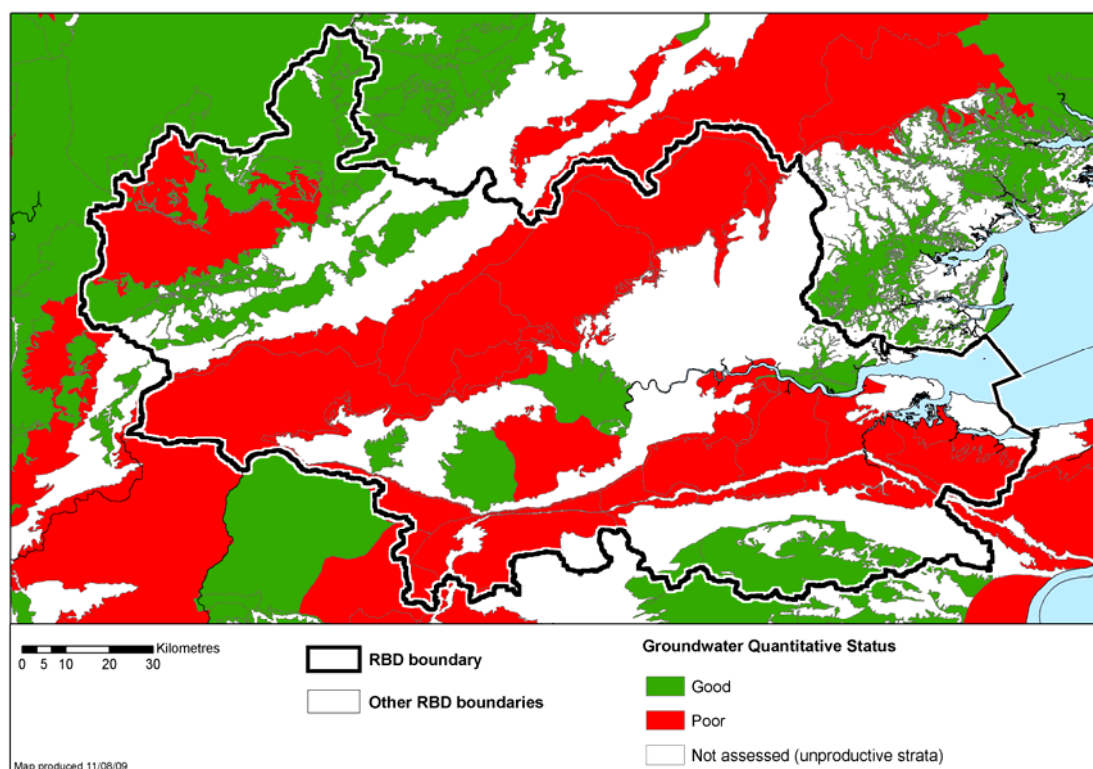 Kilometres
0 5 10 20 30
RBD boundary
Other RBD boundaries
Groundwater Quantitative Status
Good
Poor
Not assessed (unproductive strata)
Map produced 11/08/09